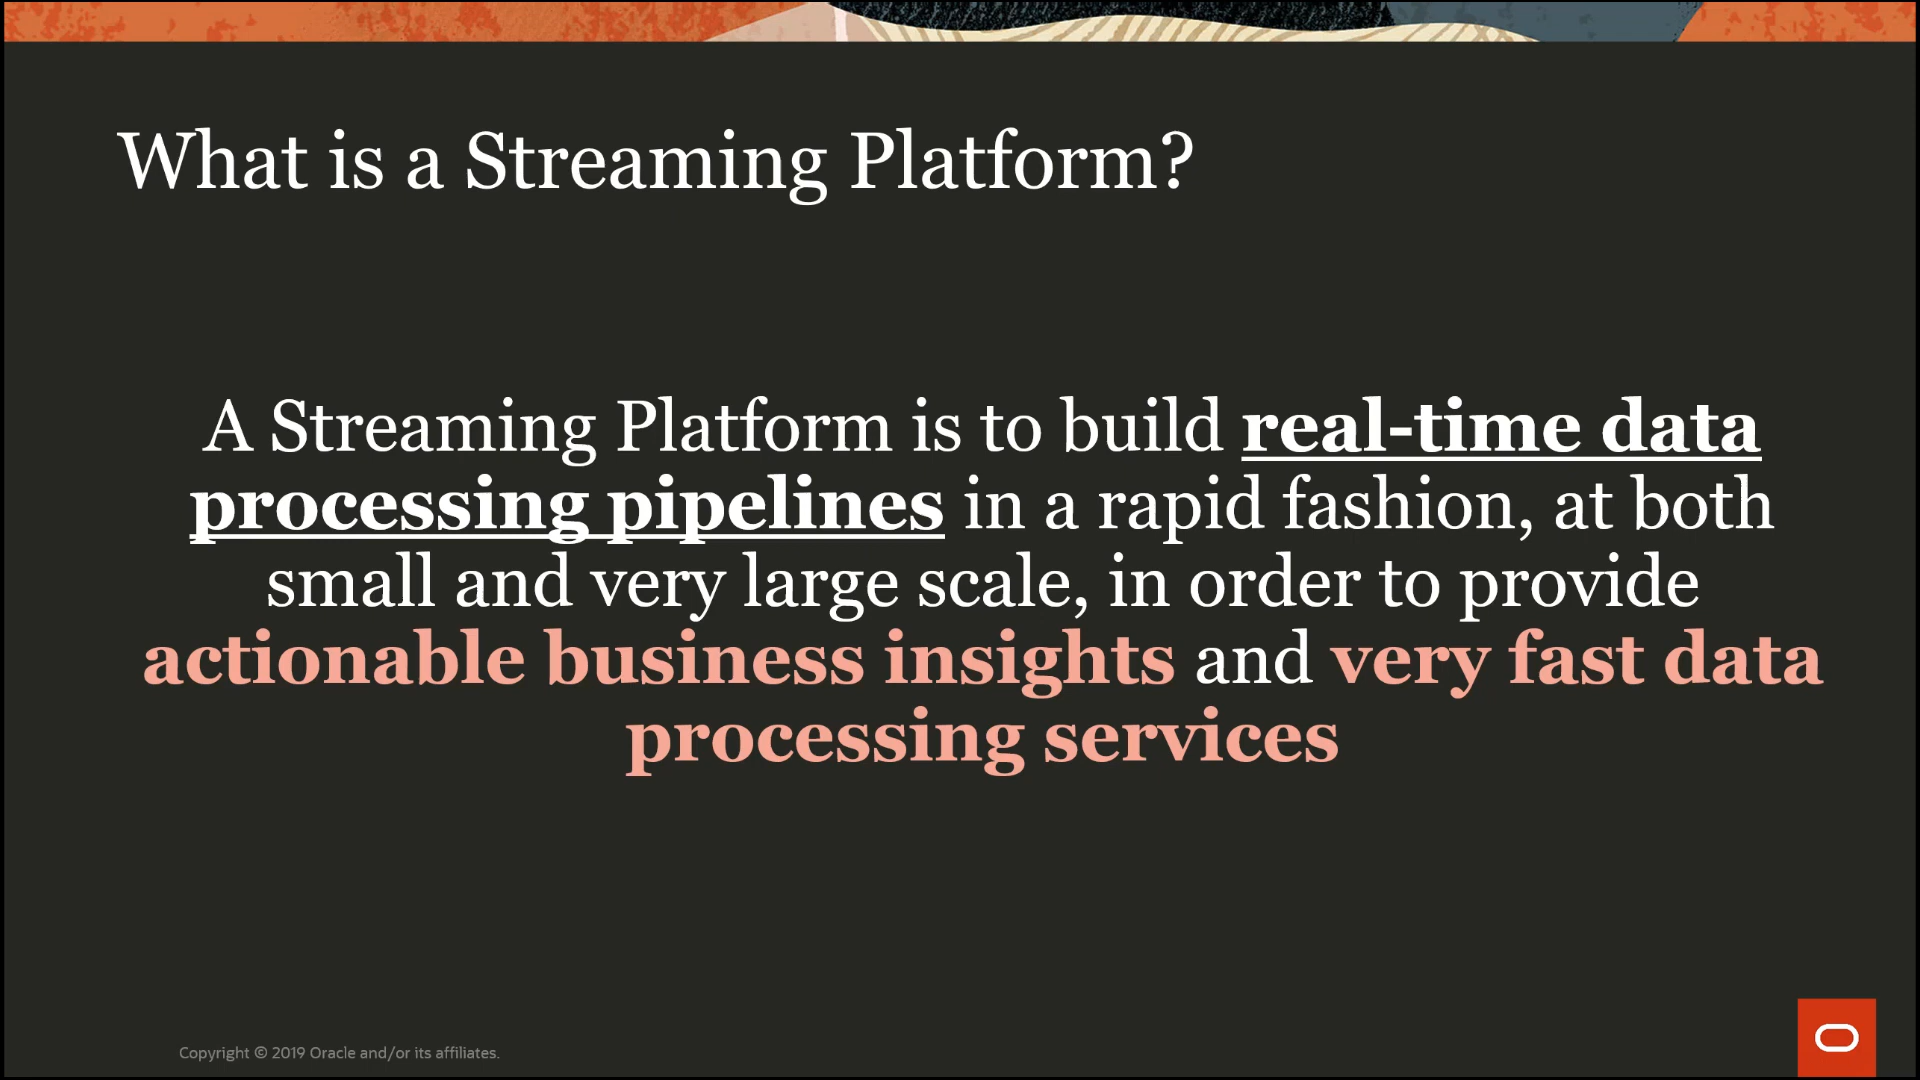 What is a Streaming Platform?
A Streaming Platform is to build real-time data
processing pipelines in a rapid fashion, at both
small and very large scale, in order to provide
actionable business insights and very fast data
processing services
Copyright © 2019 Oracle and/or its affiliates.